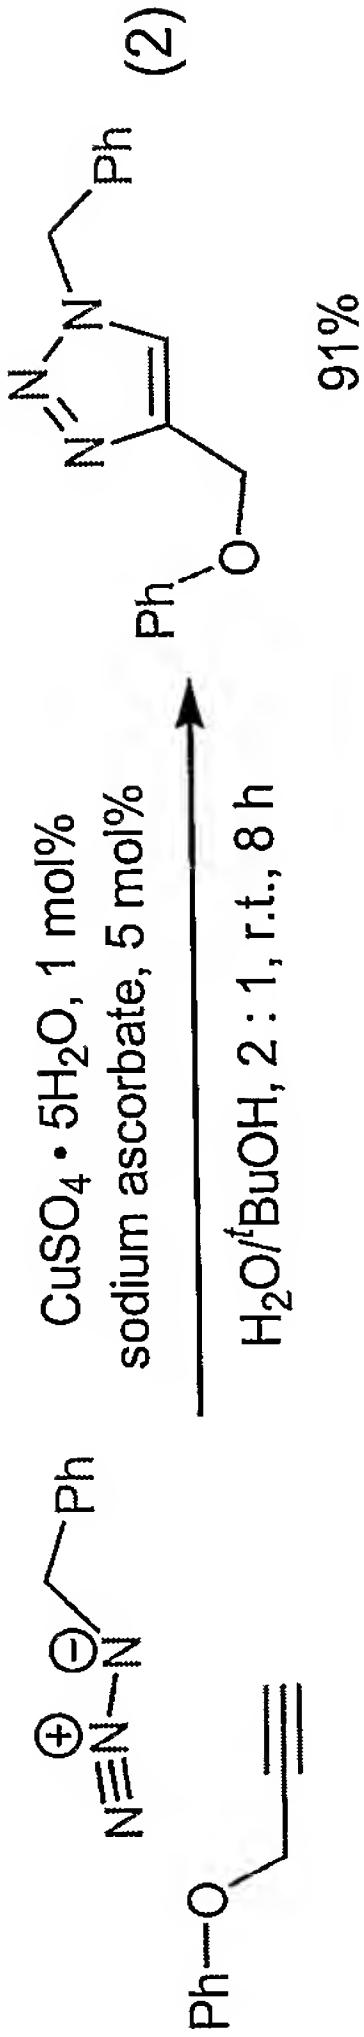 N≡N⊕–N⊖ Ph
Ph–O
CuSO₄ • 5H₂O, 1 mol%
sodium ascorbate, 5 mol%
H₂O/ᵗBuOH, 2 : 1, r.t., 8 h
N N N Ph
Ph O
91%
(2)